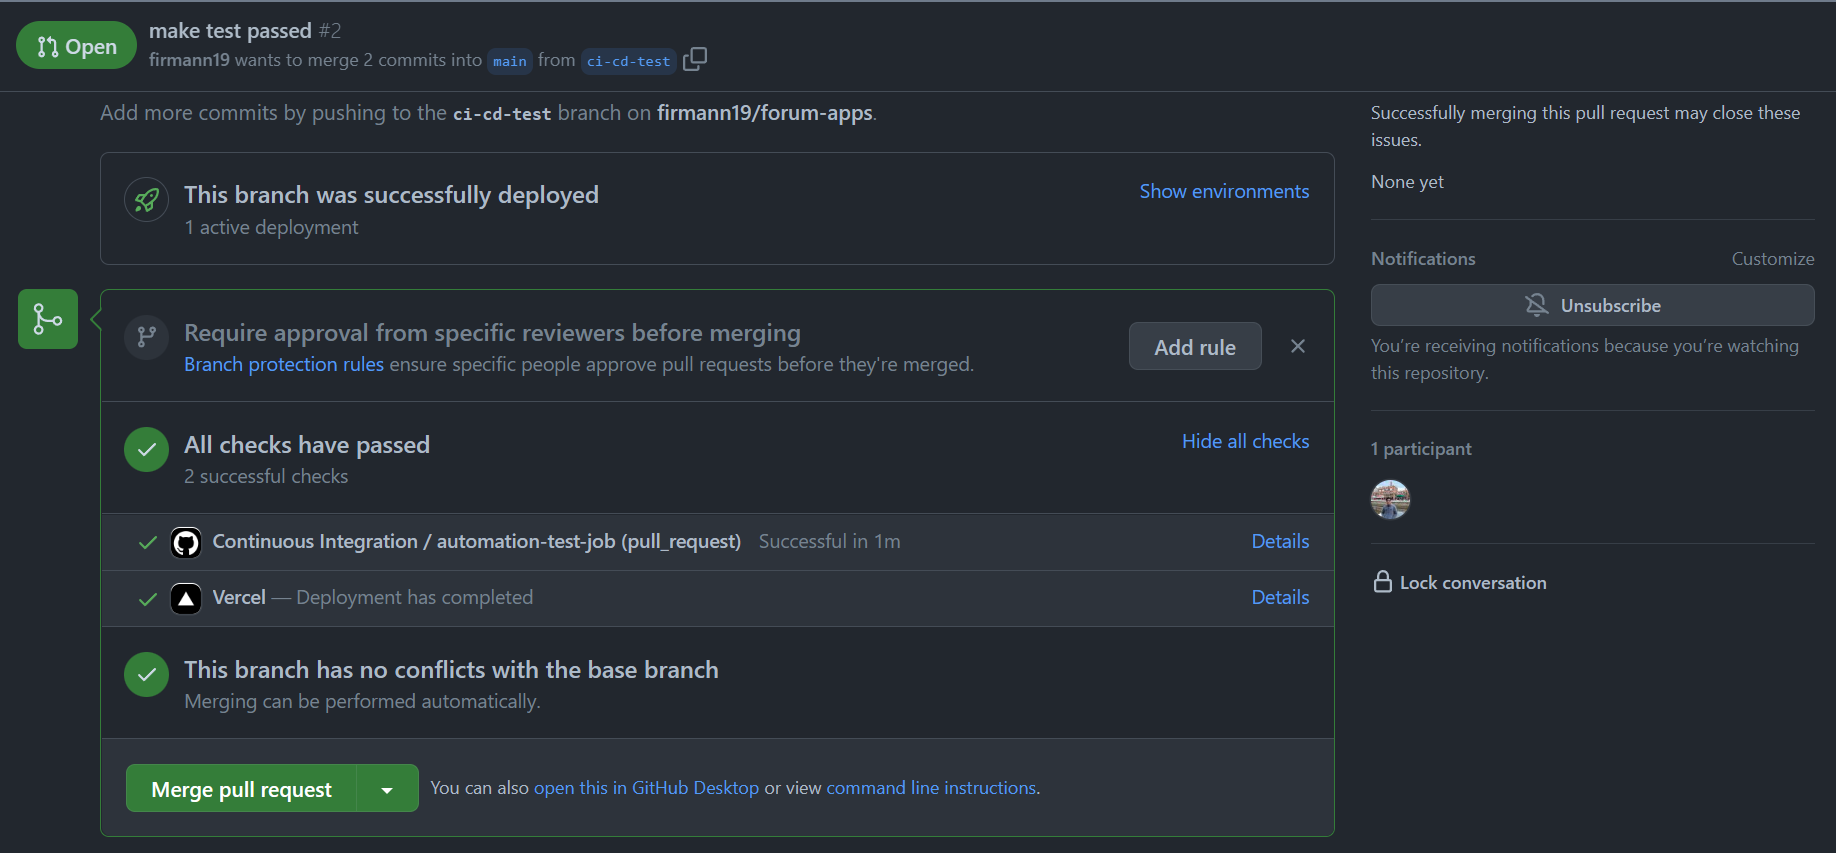 Open
make test passed #2
firmann19 wants to merge 2 commits into main from ci-cd-test
Add more commits by pushing to the ci-cd-test branch on firmann19/forum-apps.
This branch was successfully deployed
Show environments
1 active deployment
Require approval from specific reviewers before merging
Add rule
Branch protection rules ensure specific people approve pull requests before they're merged.
All checks have passed
Hide all checks
2 successful checks
Continuous Integration / automation-test-job (pull_request) Successful in 1m
Details
Vercel — Deployment has completed
Details
This branch has no conflicts with the base branch
Merging can be performed automatically.
Merge pull request
You can also open this in GitHub Desktop or view command line instructions.
Successfully merging this pull request may close these
issues.
None yet
Notifications
Customize
Unsubscribe
You’re receiving notifications because you’re watching
this repository.
1 participant
Lock conversation